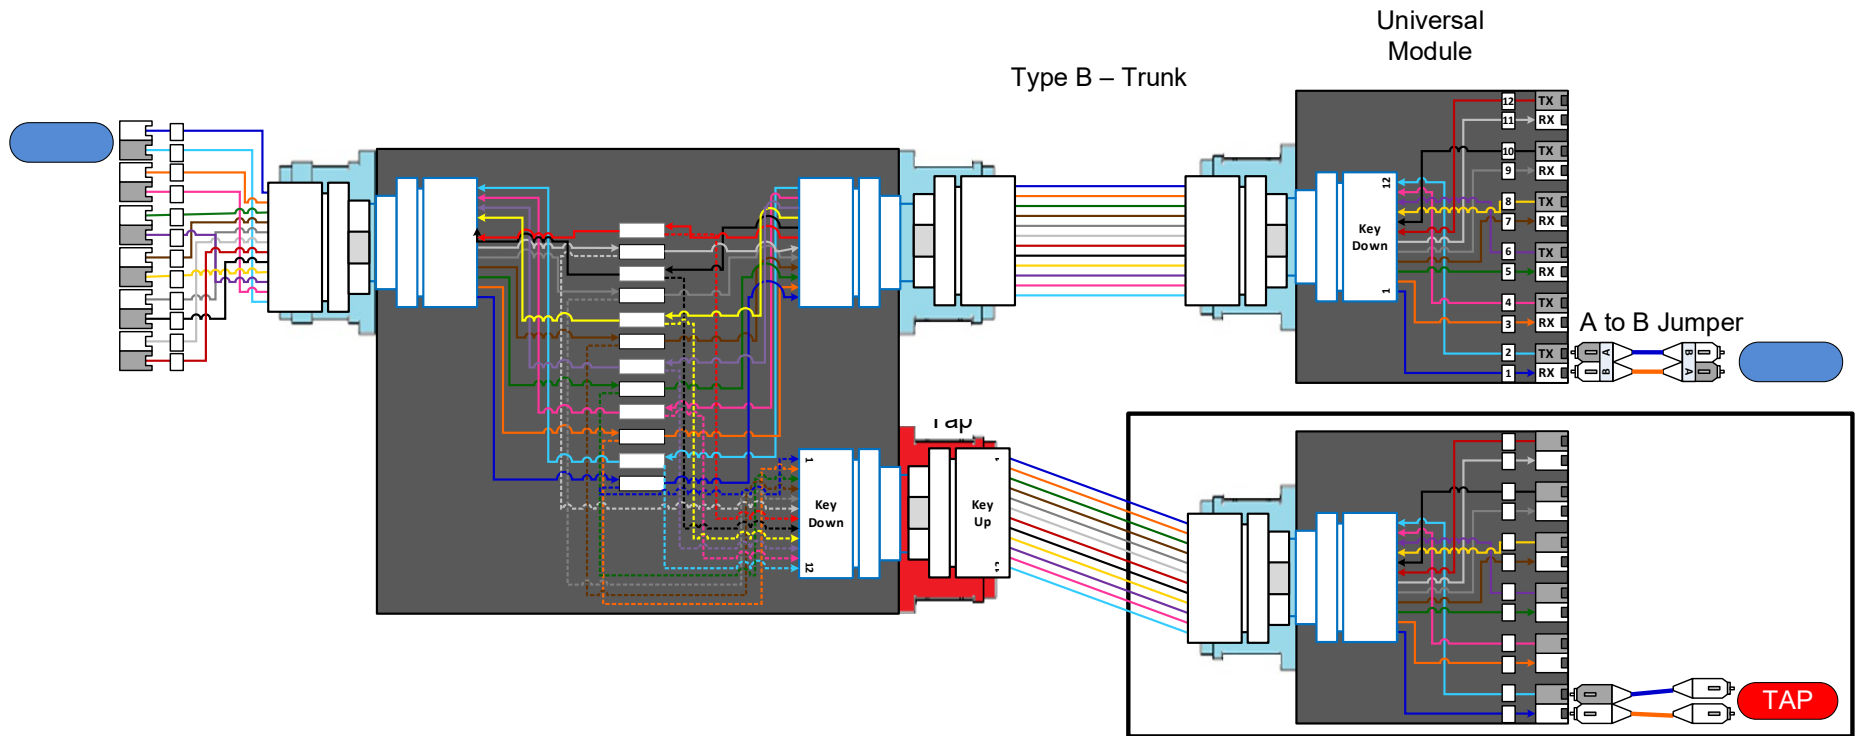 Universal
Module
Type B – Trunk
12 TX
11 RX
10 TX
9 RX
8 TX
7 RX
6 TX
5 RX
4 TX
3 RX
2 TX
1 RX
12
Key
Down
1
A to B Jumper
A B
B A
Tap
1
Key
Down
12
Key
Up
TAP